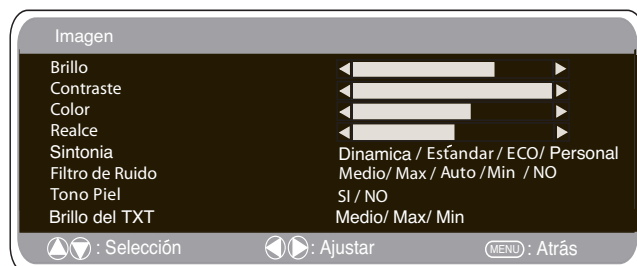 Imagen
Brillo
Contraste
Color
Realce
Sintonia Dinamica / Estándar / ECO/ Personal
Filtro de Ruido Medio/ Max / Auto /Min / NO
Tono Piel SI / NO
Brillo del TXT Medio/ Max/ Min
: Selección : Ajustar MENU : Atrás